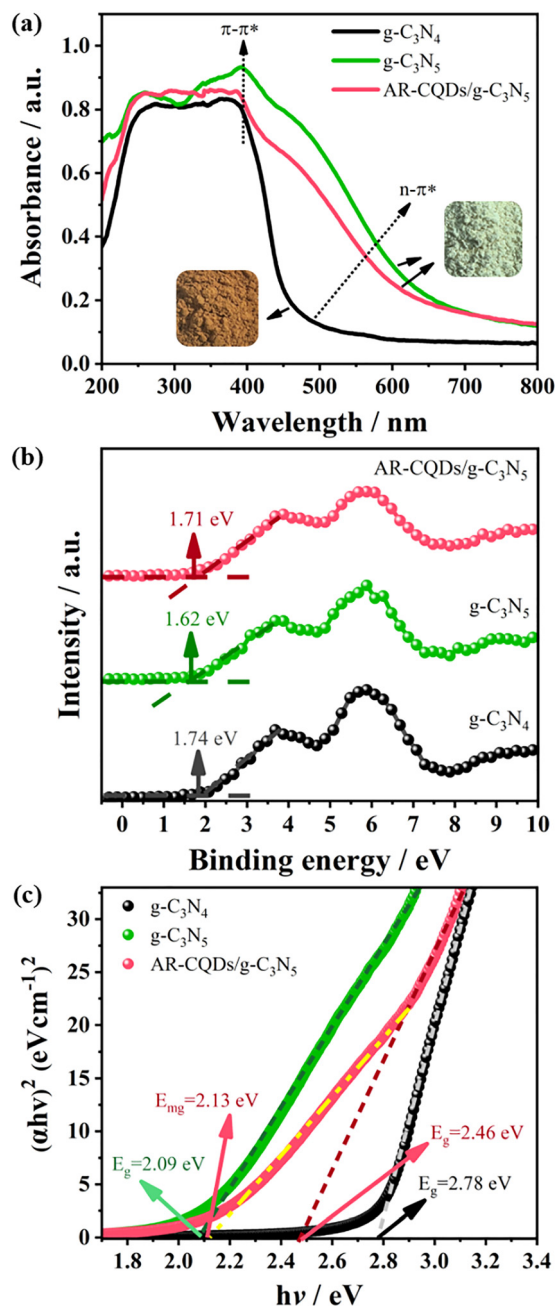 (a)
π-π*
g-C₃N₄
g-C₃N₅
AR-CQDs/g-C₃N₅
n-π*
Absorbance / a.u.
1.0
0.8
0.6
0.4
0.2
0.0
200 300 400 500 600 700 800
Wavelength / nm
(b)
AR-CQDs/g-C₃N₅
1.71 eV
g-C₃N₅
1.62 eV
g-C₃N₄
1.74 eV
Intensity / a.u.
0 1 2 3 4 5 6 7 8 9 10
Binding energy / eV
(c)
g-C₃N₄
g-C₃N₅
AR-CQDs/g-C₃N₅
(αhν)² (eVcm⁻¹)²
30
25
20
15
10
5
0
Emg=2.13 eV
Eg=2.09 eV
Eg=2.46 eV
Eg=2.78 eV
1.8 2.0 2.2 2.4 2.6 2.8 3.0 3.2 3.4
hν / eV